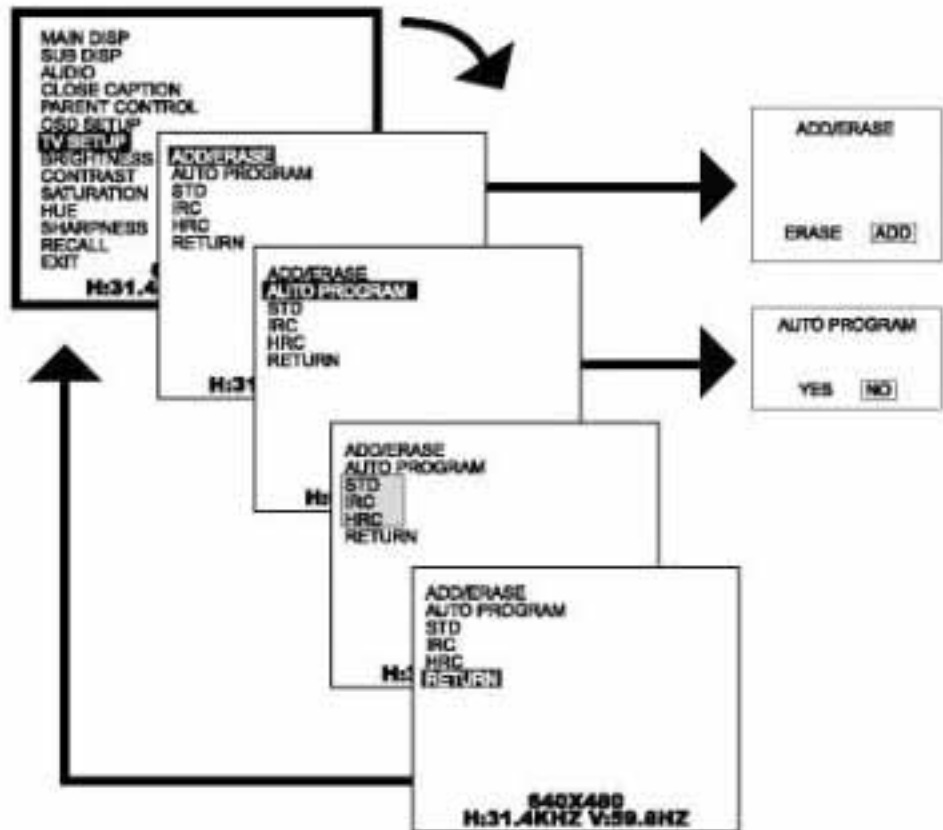 MAIN DISP
SUB DISP
AUDIO
CLOSE CAPTION
PARENT CONTROL
OSD SETUP
TV SETUP
BRIGHTNESS
CONTRAST
SATURATION
HUE
SHARPNESS
RECALL
EXIT
H:31.4
ADD/ERASE
AUTO PROGRAM
STD
IRC
HRC
RETURN
H:31
ADD/ERASE
AUTO PROGRAM
STD
IRC
HRC
RETURN
H:
ADD/ERASE
AUTO PROGRAM
STD
IRC
HRC
RETURN
H:
ADD/ERASE
AUTO PROGRAM
STD
IRC
HRC
RETURN
640X480
H:31.4KHZ V:59.8HZ
ADD/ERASE
ERASE ADD
AUTO PROGRAM
YES NO